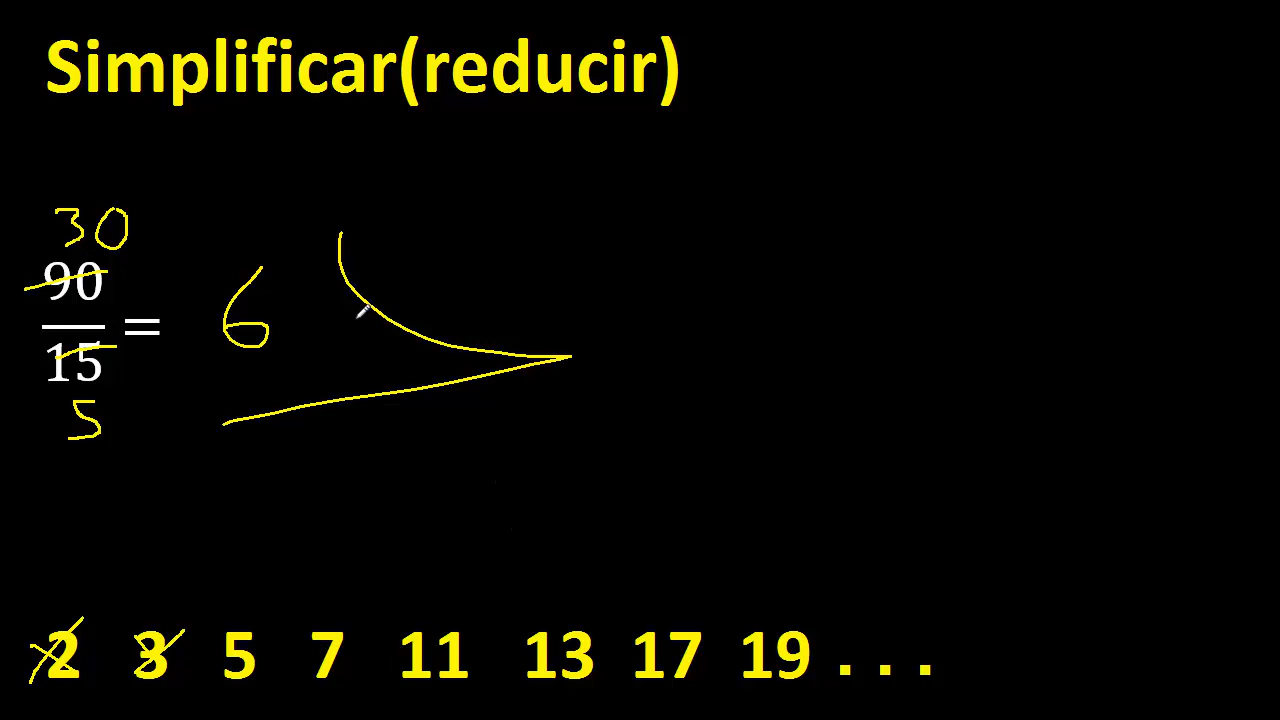 Simplificar(reducir)
30
90
15
= 6
5
2 3 5 7 11 13 17 19 . . .